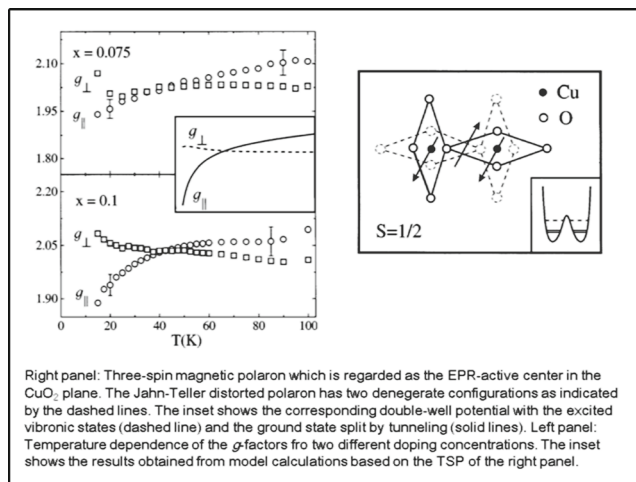 x = 0.075
2.10
g⊥
1.95
g∥
1.80
g⊥
g∥
2.20
x = 0.1
g⊥
2.05
g∥
1.90
0 20 40 60 80 100
T(K)
Cu
O
S=1/2
Right panel: Three-spin magnetic polaron which is regarded as the EPR-active center in the
CuO₂ plane. The Jahn-Teller distorted polaron has two denegerate configurations as indicated
by the dashed lines. The inset shows the corresponding double-well potential with the excited
vibronic states (dashed line) and the ground state split by tunneling (solid lines). Left panel:
Temperature dependence of the g-factors fro two different doping concentrations. The inset
shows the results obtained from model calculations based on the TSP of the right panel.